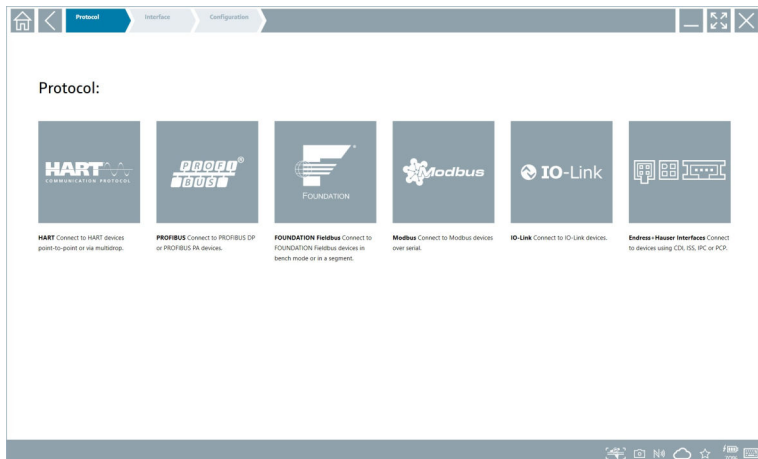 Protocol
Interface
Configuration
Protocol:
HART
COMMUNICATION PROTOCOL
PROFI
BUS
®
FOUNDATION
Modbus
IO-Link
HART Connect to HART devices
point-to-point or via multidrop.
PROFIBUS Connect to PROFIBUS DP
or PROFIBUS PA devices.
FOUNDATION Fieldbus Connect to
FOUNDATION Fieldbus devices in
bench mode or in a segment.
Modbus Connect to Modbus devices
over serial.
IO-Link Connect to IO-Link devices.
Endress+Hauser Interfaces Connect
to devices using CDI, ISS, IPC or PCP.